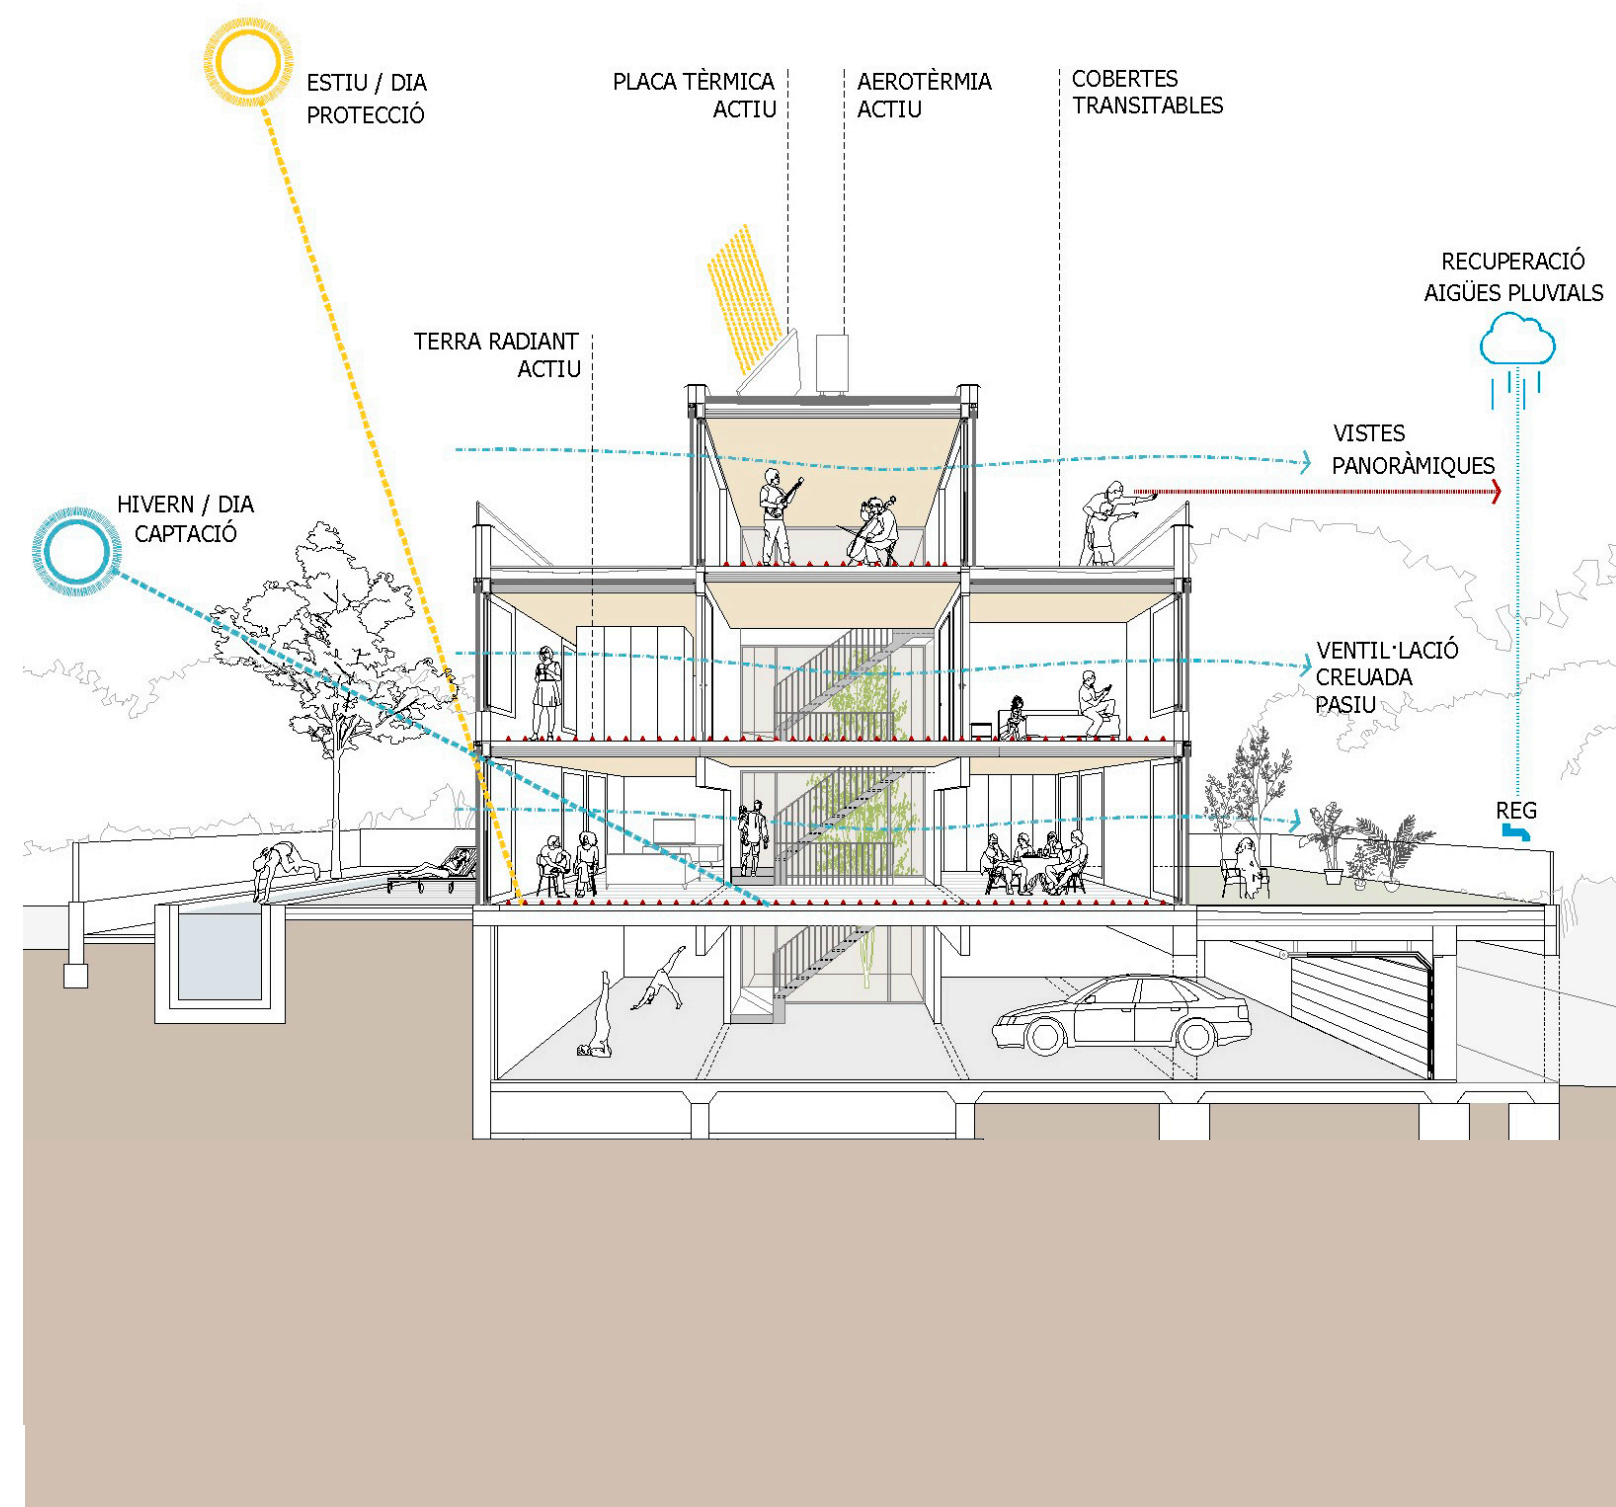 ESTIU / DIA
PROTECCIÓ
PLACA TÈRMICA
ACTIU
AEROTÈRMIA
ACTIU
COBERTES
TRANSITABLES
RECUPERACIÓ
AIGÜES PLUVIALS
TERRA RADIANT
ACTIU
VISTES
PANORÀMIQUES
HIVERN / DIA
CAPTACIÓ
VENTIL·LACIÓ
CREUADA
PASIU
REG